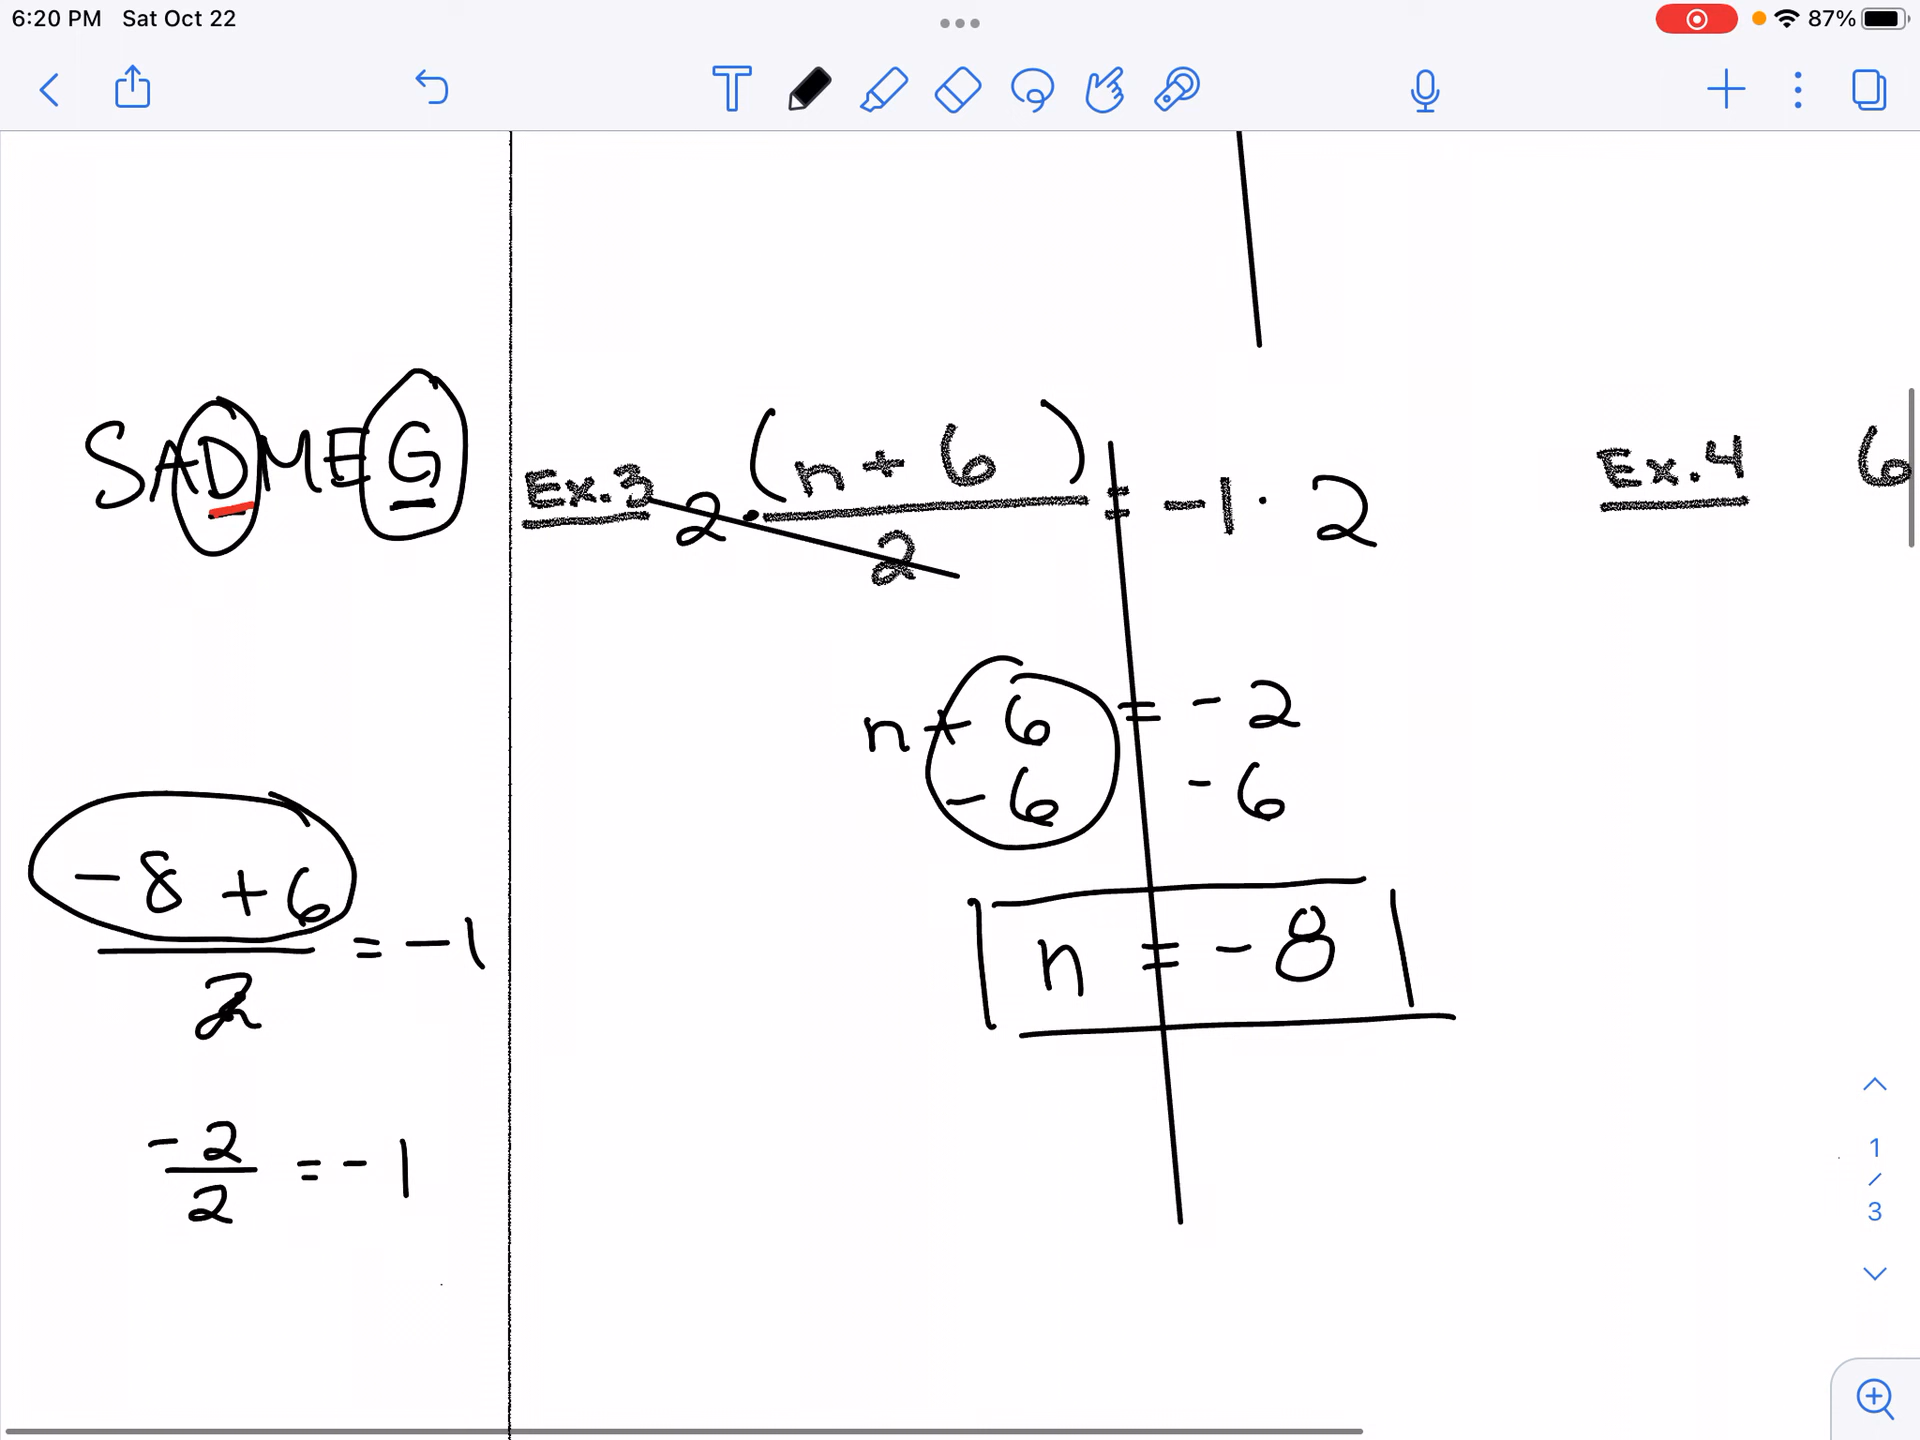 6:20 PM Sat Oct 22
87%
T
SADMEG
Ex.3 2 · (n + 6) / 2 = -1 · 2
Ex.4 6
n + 6 = -2
-6 -6
n = -8
-8 + 6 / 2 = -1
-2 / 2 = -1
1
/
3